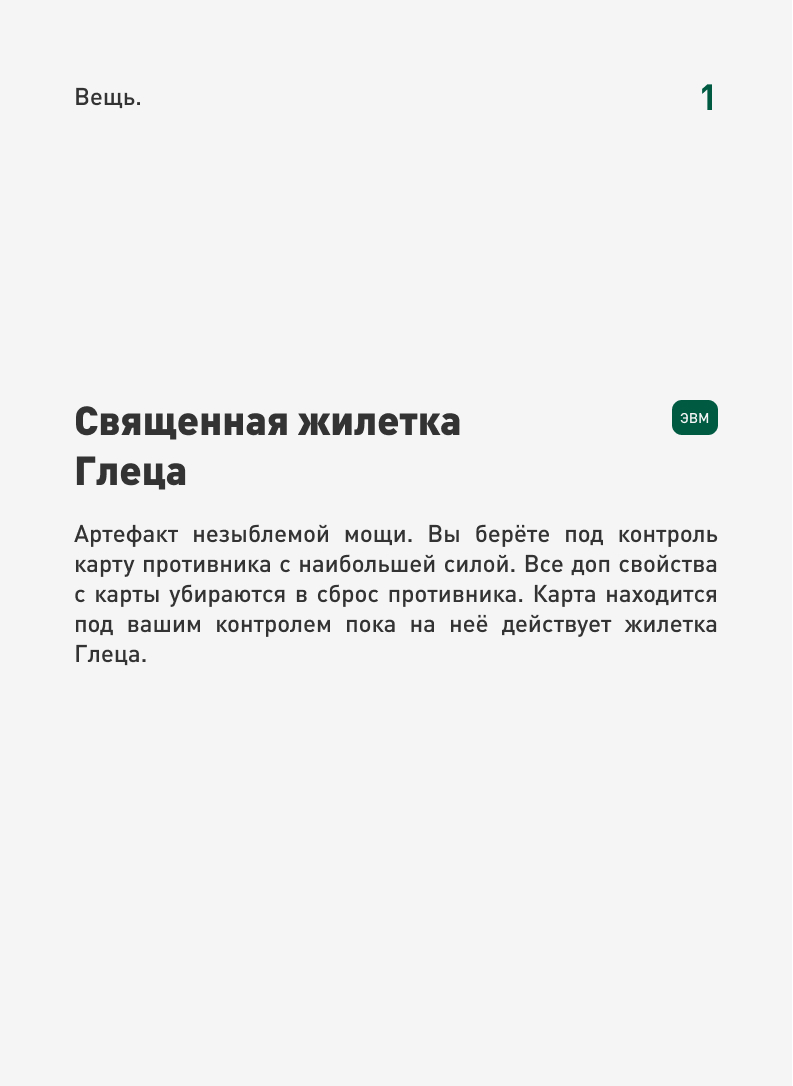 Вещь.
1
Священная жилетка
Глеца
ЭВМ
Артефакт незыблемой мощи. Вы берёте под контроль
карту противника с наибольшей силой. Все доп свойства
с карты убираются в сброс противника. Карта находится
под вашим контролем пока на неё действует жилетка
Глеца.